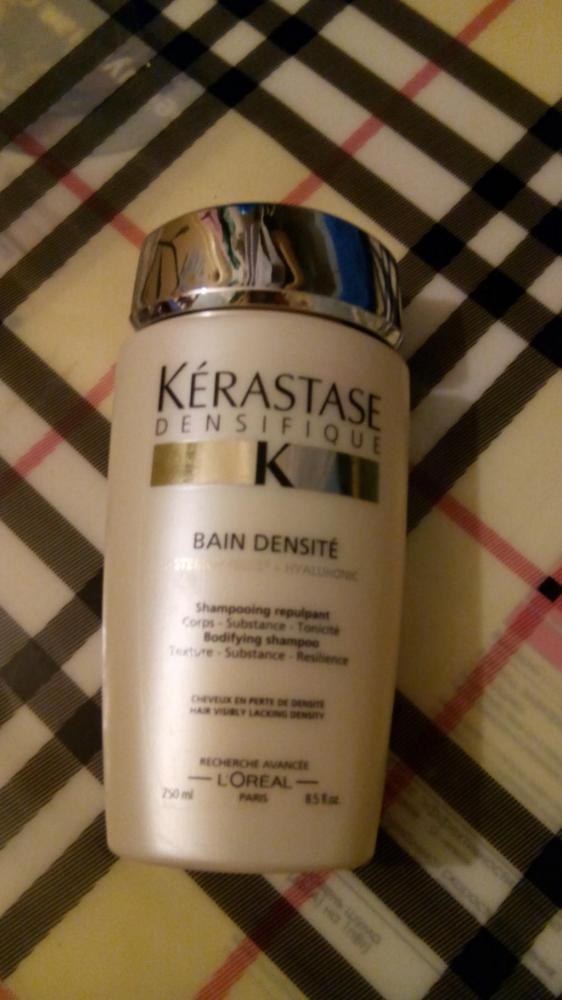 KÉRASTASE
DENSIFIQUE
K
BAIN DENSITÉ
HYALURONIC
Shampooing repulpant
Corps - Substance - Tonicité
Bodifying shampoo
Texture - Substance - Resilience
CHEVEUX EN PERTE DE DENSITÉ
HAIR VISIBLY LACKING DENSITY
RECHERCHE AVANCÉE
L'ORÉAL
250 ml PARIS 8.5 fl.oz.